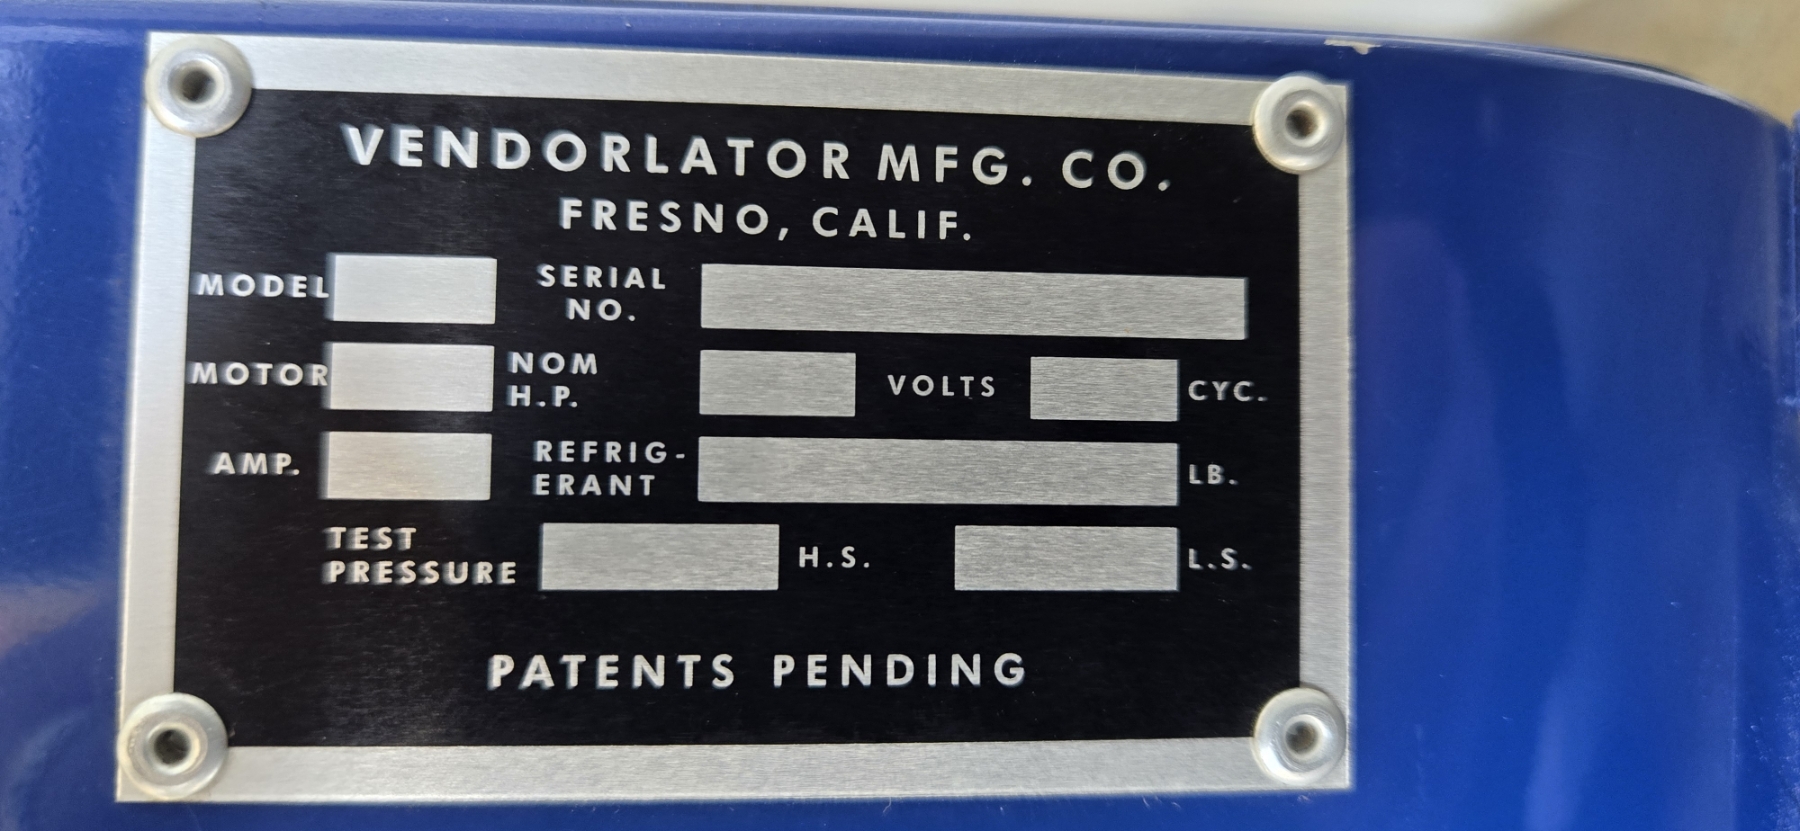 VENDORLATOR MFG. CO.
FRESNO, CALIF.
MODEL SERIAL NO.
MOTOR NOM H.P. VOLTS CYC.
AMP. REFRIG-ERANT LB.
TEST PRESSURE H.S. L.S.
PATENTS PENDING